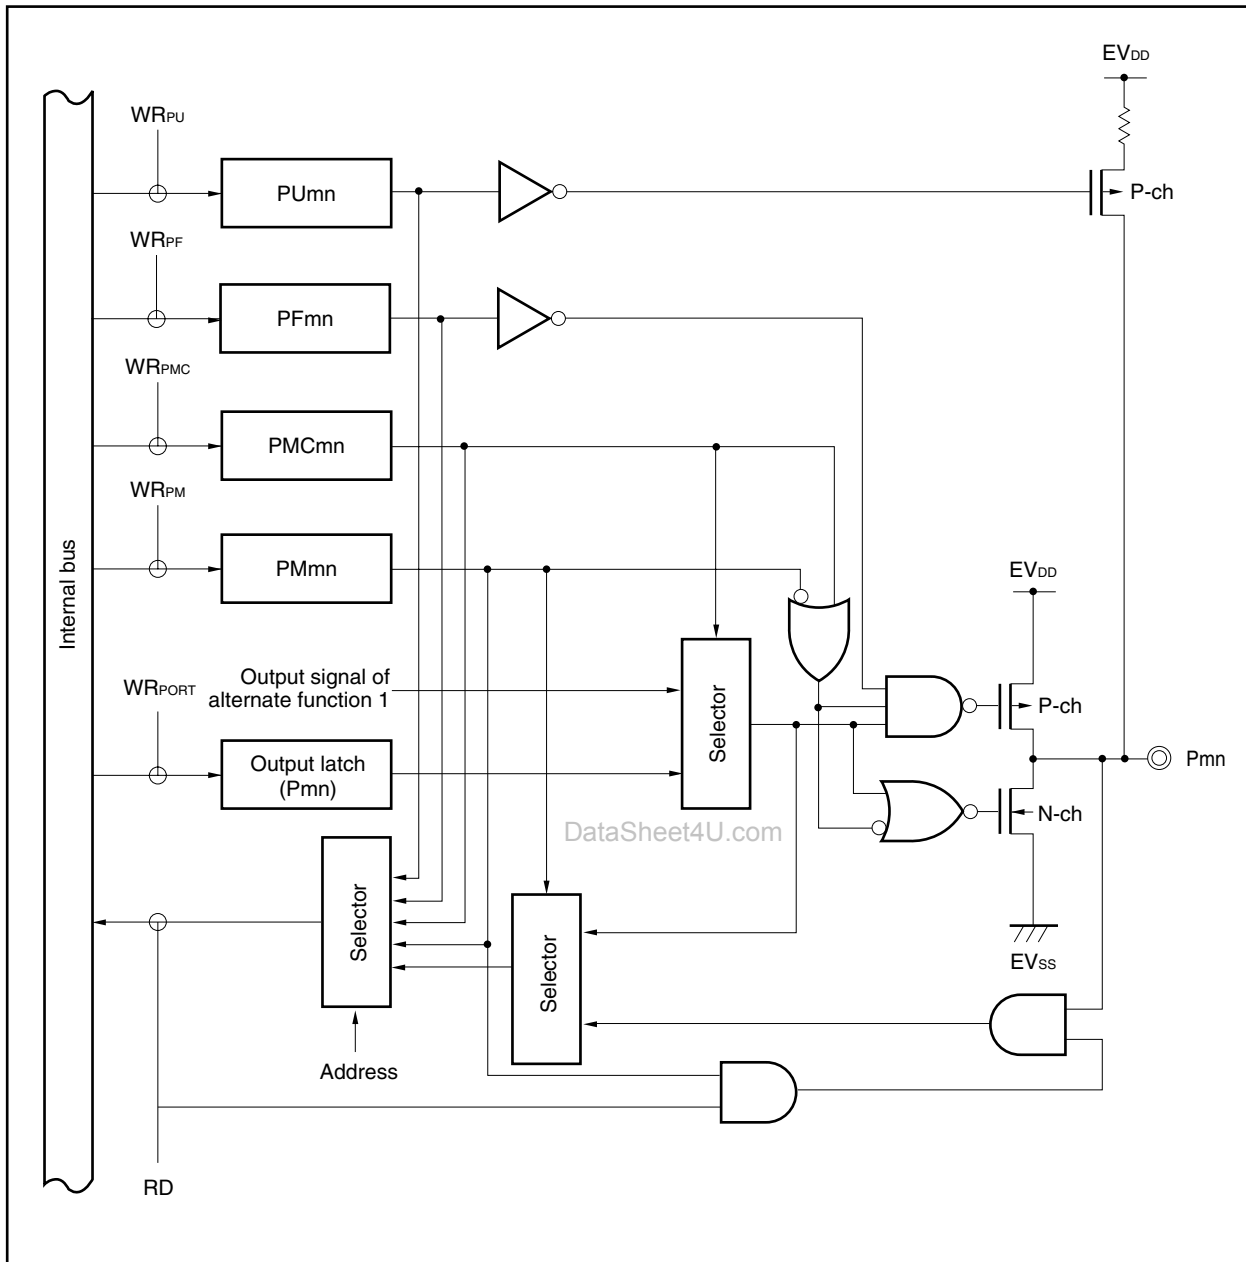 EVDD
WRPU
PUmn
P-ch
WRPF
PFmn
WRPMC
PMCmn
WRPM
PMmn
Internal bus
EVDD
Output signal of
alternate function 1
WRPORT
Selector
P-ch
Output latch
(Pmn)
Pmn
N-ch
DataSheet4U.com
Selector
Selector
EVSS
Address
RD